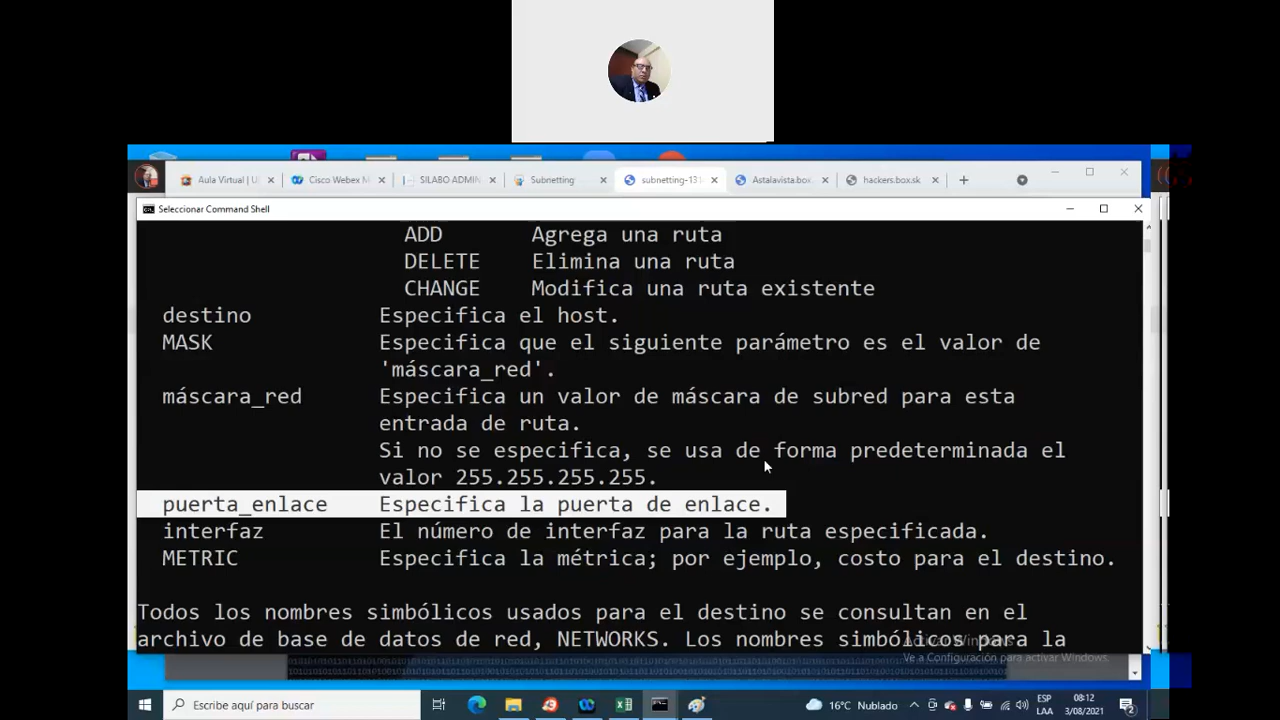 Aula Virtual | U
Cisco Webex M
SILABO ADMIN
Subnetting
subnetting-131
Astalavista.box
hackers.box.sk
Seleccionar Command Shell
ADD Agrega una ruta
DELETE Elimina una ruta
CHANGE Modifica una ruta existente
destino Especifica el host.
MASK Especifica que el siguiente parámetro es el valor de
'máscara_red'.
máscara_red Especifica un valor de máscara de subred para esta
entrada de ruta.
Si no se especifica, se usa de forma predeterminada el
valor 255.255.255.255.
puerta_enlace Especifica la puerta de enlace.
interfaz El número de interfaz para la ruta especificada.
METRIC Especifica la métrica; por ejemplo, costo para el destino.
Todos los nombres simbólicos usados para el destino se consultan en el
archivo de base de datos de red, NETWORKS. Los nombres simbólicos para la
Activar Windows
Ve a Configuración para activar Windows.
Escribe aquí para buscar
16°C Nublado
ESP
LAA
08:12
3/08/2021
2